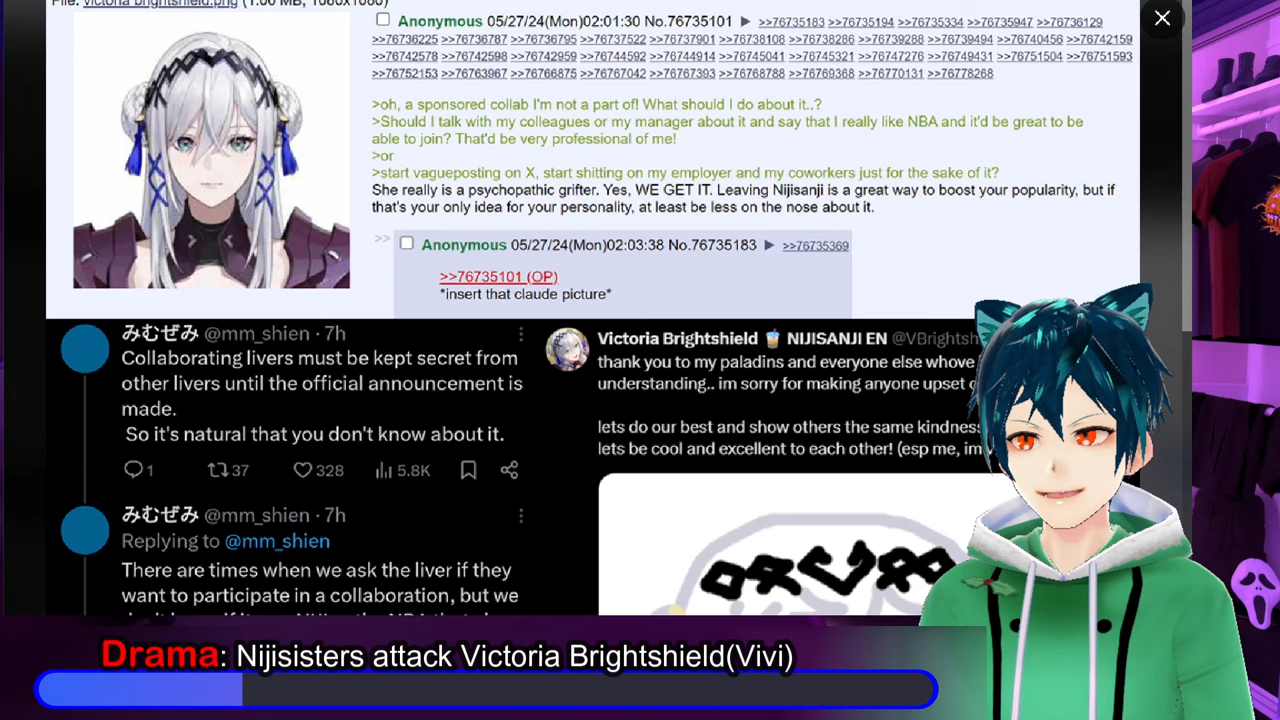 File: victoria brightshield.png (1.06 MB, 1080x1080)
Anonymous 05/27/24(Mon)02:01:30 No.76735101 ▶ >>76735183 >>76735194 >>76735334 >>76735947 >>76736129
>>76736225 >>76736787 >>76736795 >>76737522 >>76737901 >>76738108 >>76738286 >>76739288 >>76739494 >>76740456 >>76742159
>>76742578 >>76742598 >>76742959 >>76744592 >>76744914 >>76745041 >>76745321 >>76747276 >>76749431 >>76751504 >>76751593
>>76752153 >>76763967 >>76766875 >>76767042 >>76767393 >>76768788 >>76769368 >>76770131 >>76778268
>oh, a sponsored collab I'm not a part of! What should I do about it..?
>Should I talk with my colleagues or my manager about it and say that I really like NBA and it'd be great to be
able to join? That'd be very professional of me!
>or
>start vagueposting on X, start shitting on my employer and my coworkers just for the sake of it?
She really is a psychopathic grifter. Yes, WE GET IT. Leaving Nijisanji is a great way to boost your popularity, but if
that's your only idea for your personality, at least be less on the nose about it.
>> Anonymous 05/27/24(Mon)02:03:38 No.76735183 ▶ >>76735369
>>76735101 (OP)
*insert that claude picture*
みむぜみ @mm_shien · 7h
Collaborating livers must be kept secret from
other livers until the official announcement is
made.
So it's natural that you don't know about it.
1 37 328 5.8K
みむぜみ @mm_shien · 7h
Replying to @mm_shien
There are times when we ask the liver if they
want to participate in a collaboration, but we
Victoria Brightshield NIJISANJI EN @VBrightsh
thank you to my paladins and everyone else whove
understanding.. im sorry for making anyone upset
lets do our best and show others the same kindness
lets be cool and excellent to each other! (esp me, im
Drama: Nijisisters attack Victoria Brightshield(Vivi)